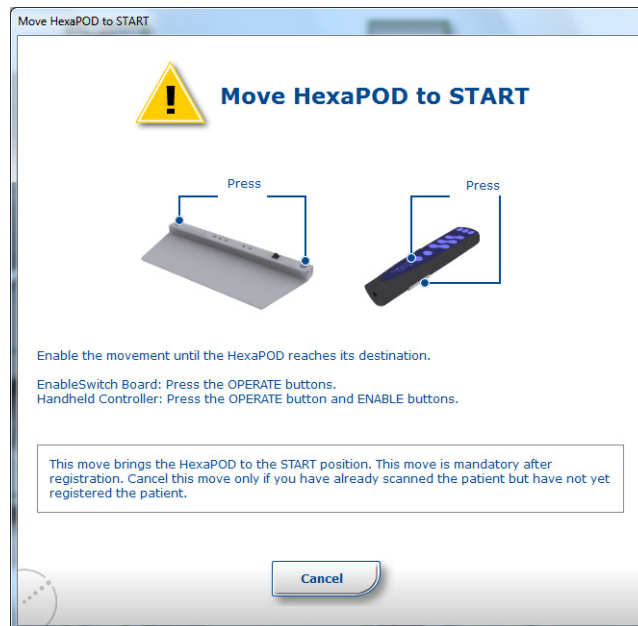 Move HexaPOD to START
Move HexaPOD to START
Press
Press
Enable the movement until the HexaPOD reaches its destination.
EnableSwitch Board: Press the OPERATE buttons.
Handheld Controller: Press the OPERATE button and ENABLE buttons.
This move brings the HexaPOD to the START position. This move is mandatory after
registration. Cancel this move only if you have already scanned the patient but have not yet
registered the patient.
Cancel